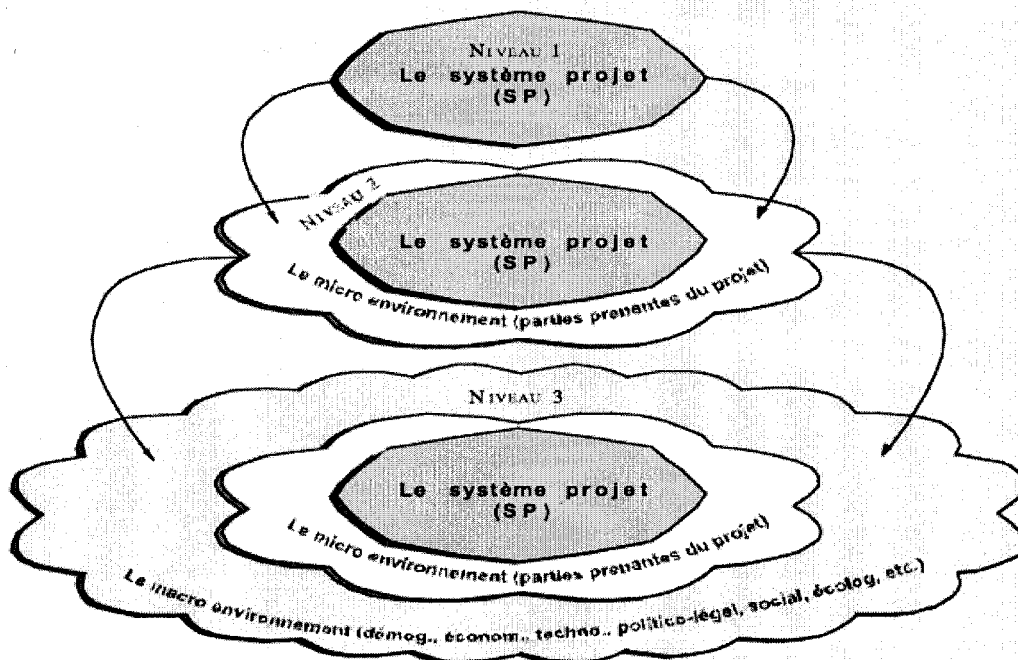 NIVEAU 1
Le système projet
(SP)
NIVEAU 2
Le système projet
(SP)
Le micro environnement (parties prenantes du projet)
NIVEAU 3
Le système projet
(SP)
Le micro environnement (parties prenantes du projet)
Le macro environnement (démog., économ., techno., politico-légal, social, écolog, etc.)